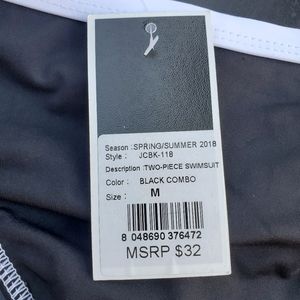 Season : SPRING/SUMMER 2018
Style : JCBK-118
Description : TWO-PIECE SWIMSUIT
Color : BLACK COMBO
Size : M
8 048690 376472
MSRP $32